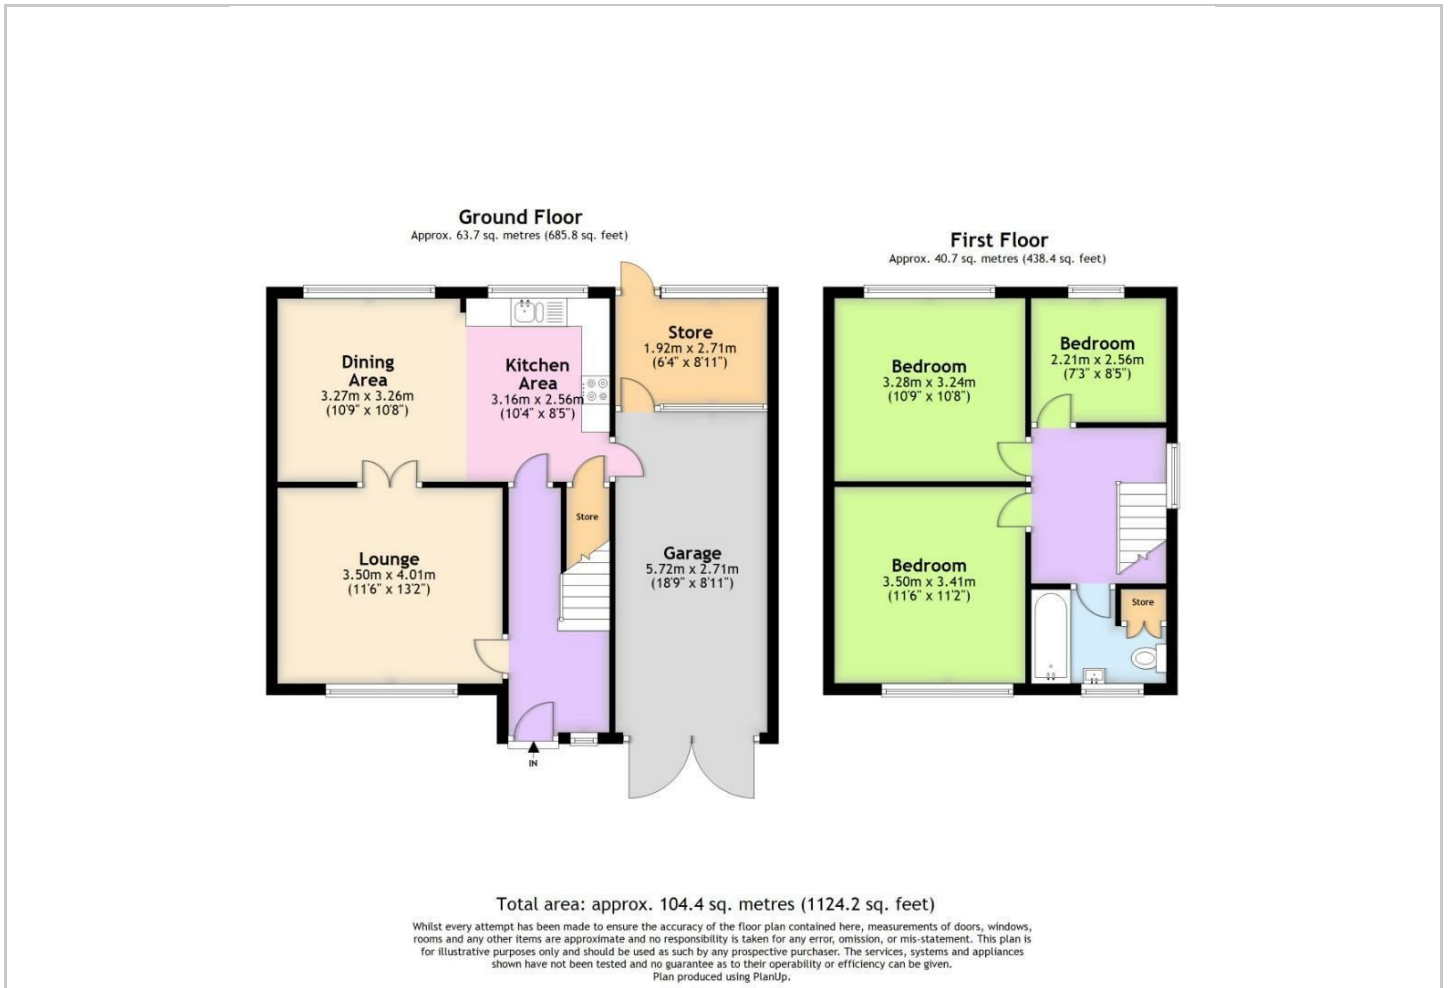 Ground Floor
Approx. 63.7 sq. metres (685.8 sq. feet)
Dining
Area
3.27m x 3.26m
(10'9" x 10'8")
Kitchen
Area
3.16m x 2.56m
(10'4" x 8'5")
Store
1.92m x 2.71m
(6'4" x 8'11")
Lounge
3.50m x 4.01m
(11'6" x 13'2")
Store
Garage
5.72m x 2.71m
(18'9" x 8'11")
IN
First Floor
Approx. 40.7 sq. metres (438.4 sq. feet)
Bedroom
3.28m x 3.24m
(10'9" x 10'8")
Bedroom
2.21m x 2.56m
(7'3" x 8'5")
Bedroom
3.50m x 3.41m
(11'6" x 11'2")
Store
Total area: approx. 104.4 sq. metres (1124.2 sq. feet)
Whilst every attempt has been made to ensure the accuracy of the floor plan contained here, measurements of doors, windows,
rooms and any other items are approximate and no responsibility is taken for any error, omission, or mis-statement. This plan is
for illustrative purposes only and should be used as such by any prospective purchaser. The services, systems and appliances
shown have not been tested and no guarantee as to their operability or efficiency can be given.
Plan produced using PlanUp.